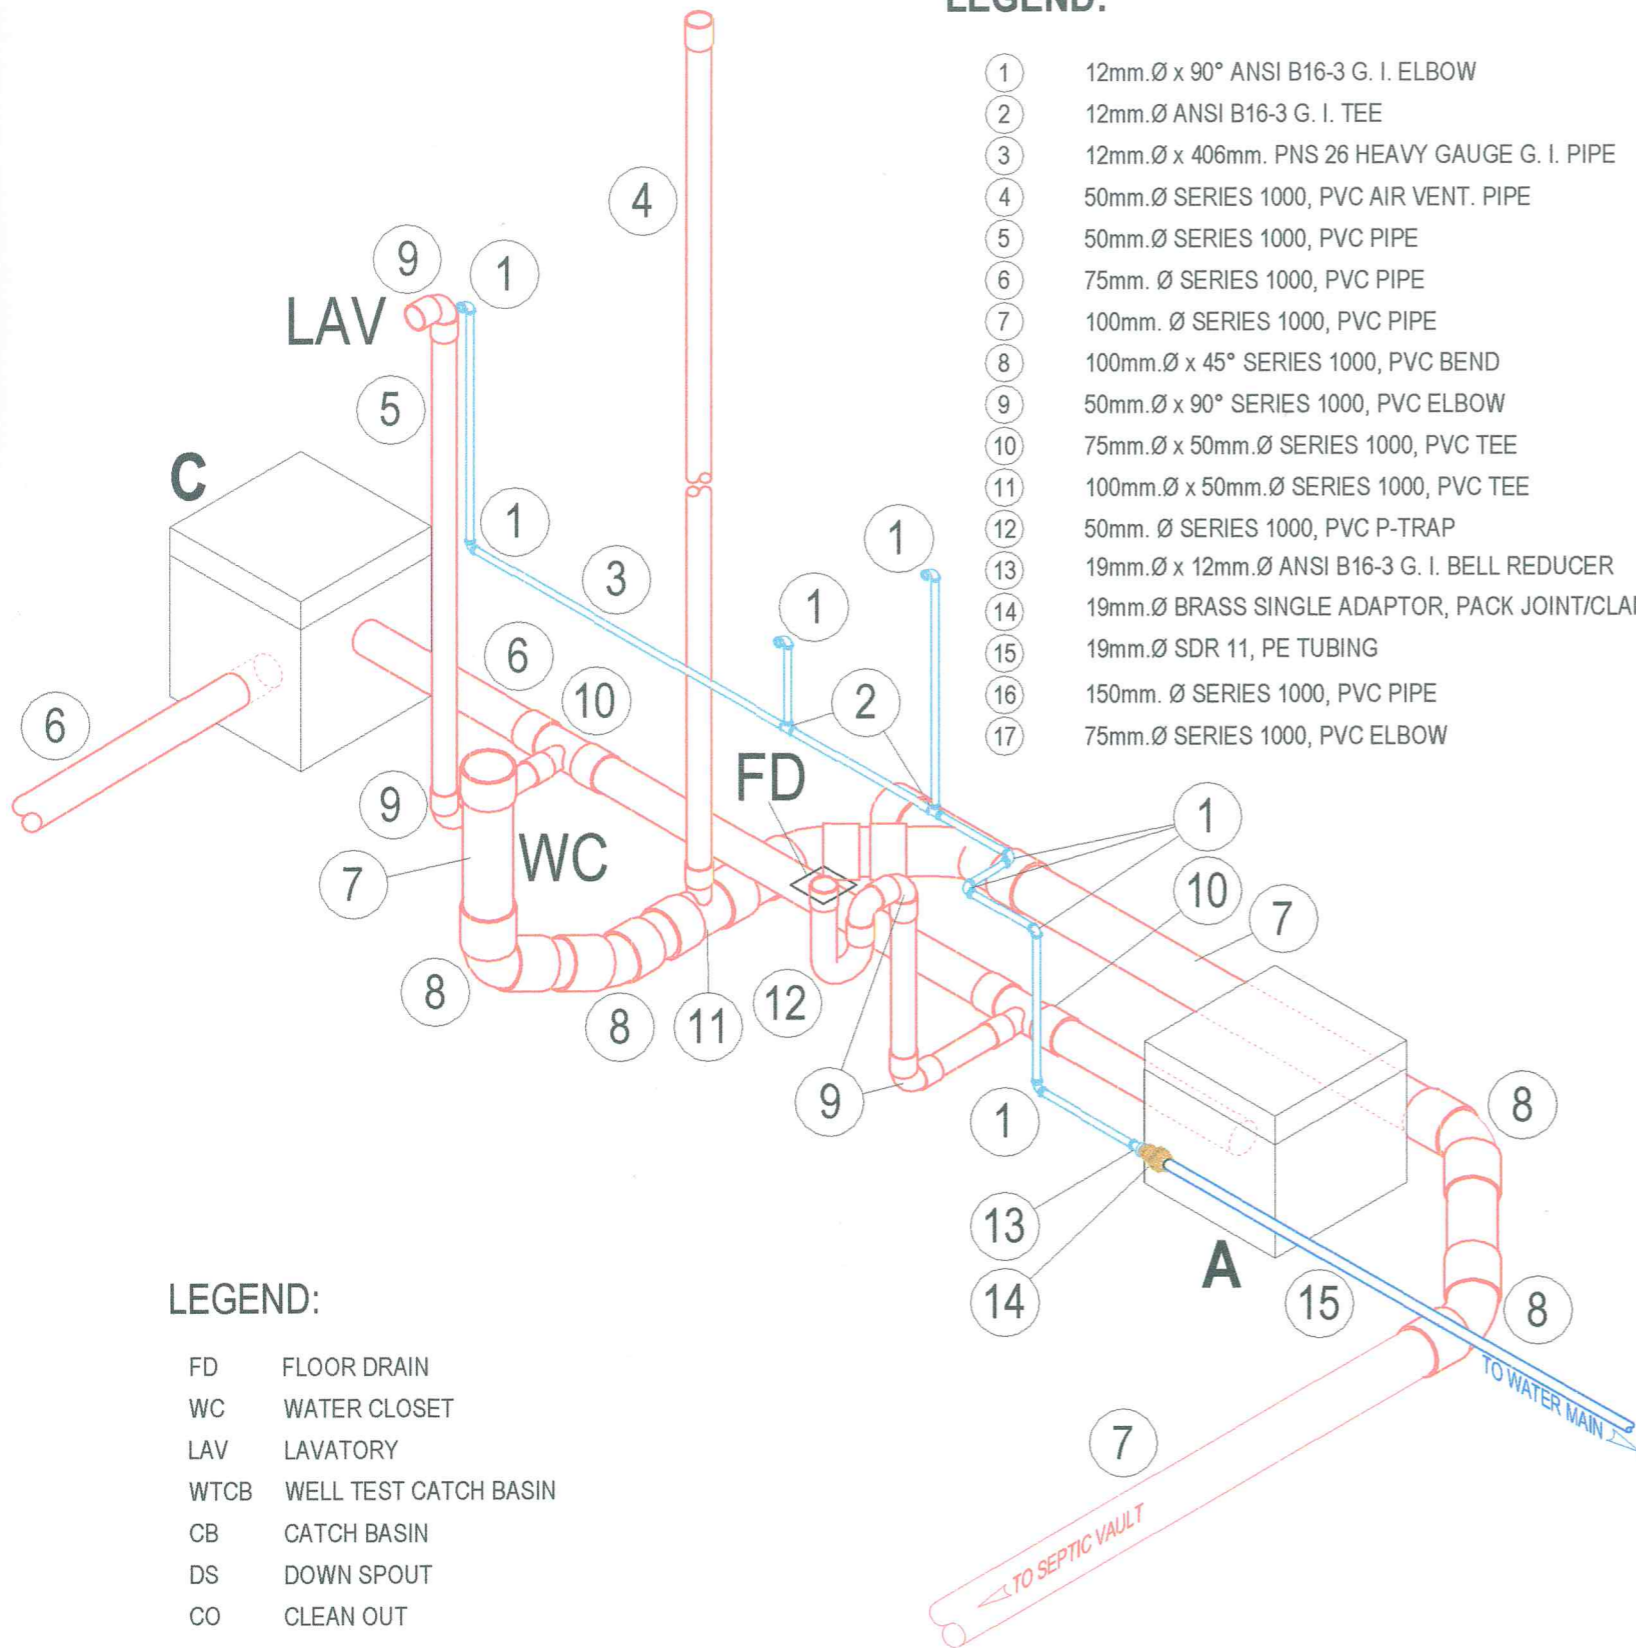 LEGEND:
1 12mm.Ø x 90° ANSI B16-3 G. I. ELBOW
2 12mm.Ø ANSI B16-3 G. I. TEE
3 12mm.Ø x 406mm. PNS 26 HEAVY GAUGE G. I. PIPE
4 50mm.Ø SERIES 1000, PVC AIR VENT. PIPE
5 50mm.Ø SERIES 1000, PVC PIPE
6 75mm. Ø SERIES 1000, PVC PIPE
7 100mm. Ø SERIES 1000, PVC PIPE
8 100mm.Ø x 45° SERIES 1000, PVC BEND
9 50mm.Ø x 90° SERIES 1000, PVC ELBOW
10 75mm.Ø x 50mm.Ø SERIES 1000, PVC TEE
11 100mm.Ø x 50mm.Ø SERIES 1000, PVC TEE
12 50mm. Ø SERIES 1000, PVC P-TRAP
13 19mm.Ø x 12mm.Ø ANSI B16-3 G. I. BELL REDUCER
14 19mm.Ø BRASS SINGLE ADAPTOR, PACK JOINT/CLA
15 19mm.Ø SDR 11, PE TUBING
16 150mm. Ø SERIES 1000, PVC PIPE
17 75mm.Ø SERIES 1000, PVC ELBOW
4
9
1
LAV
5
C
1
1
3
1
6
10
2
6
FD
9
1
WC
7
10
7
8
12
8
11
9
1
8
13
A
14
15
8
TO WATER MAIN
7
TO SEPTIC VAULT
LEGEND:
FD FLOOR DRAIN
WC WATER CLOSET
LAV LAVATORY
WTCB WELL TEST CATCH BASIN
CB CATCH BASIN
DS DOWN SPOUT
CO CLEAN OUT